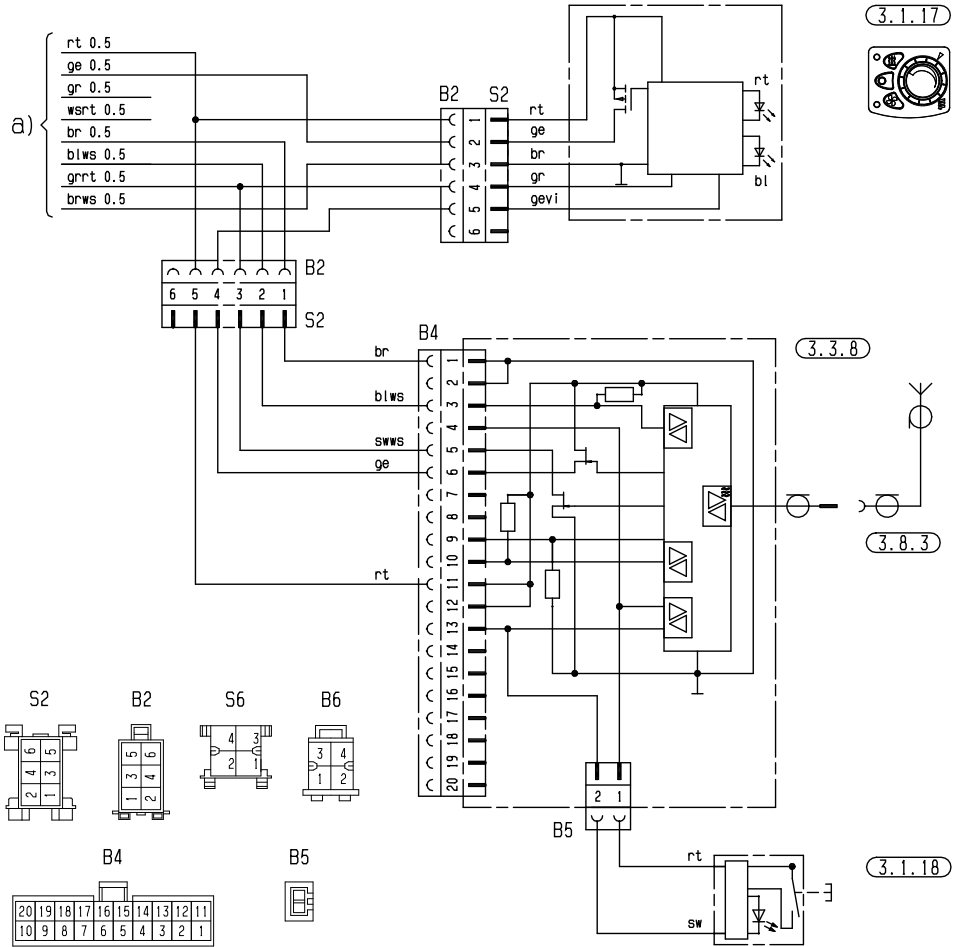 3.1.17
rt 0.5
ge 0.5
gr 0.5
wsrt 0.5
br 0.5
blws 0.5
grrt 0.5
brws 0.5
a)
B2 S2
1
2
3
4
5
6
rt
ge
br
gr
gevi
rt
bl
B2
6 5 4 3 2 1
S2
B4
3.3.8
br
blws
swws
ge
rt
1
2
3
4
5
6
7
8
9
10
11
12
13
14
15
16
17
18
19
20
3.8.3
2 1
B5
rt
sw
3.1.18
S2 B2 S6 B6
6 5
4 3
2 1
5 6
3 4
1 2
4 3
2 1
3 4
1 2
B4 B5
20 19 18 17 16 15 14 13 12 11
10 9 8 7 6 5 4 3 2 1